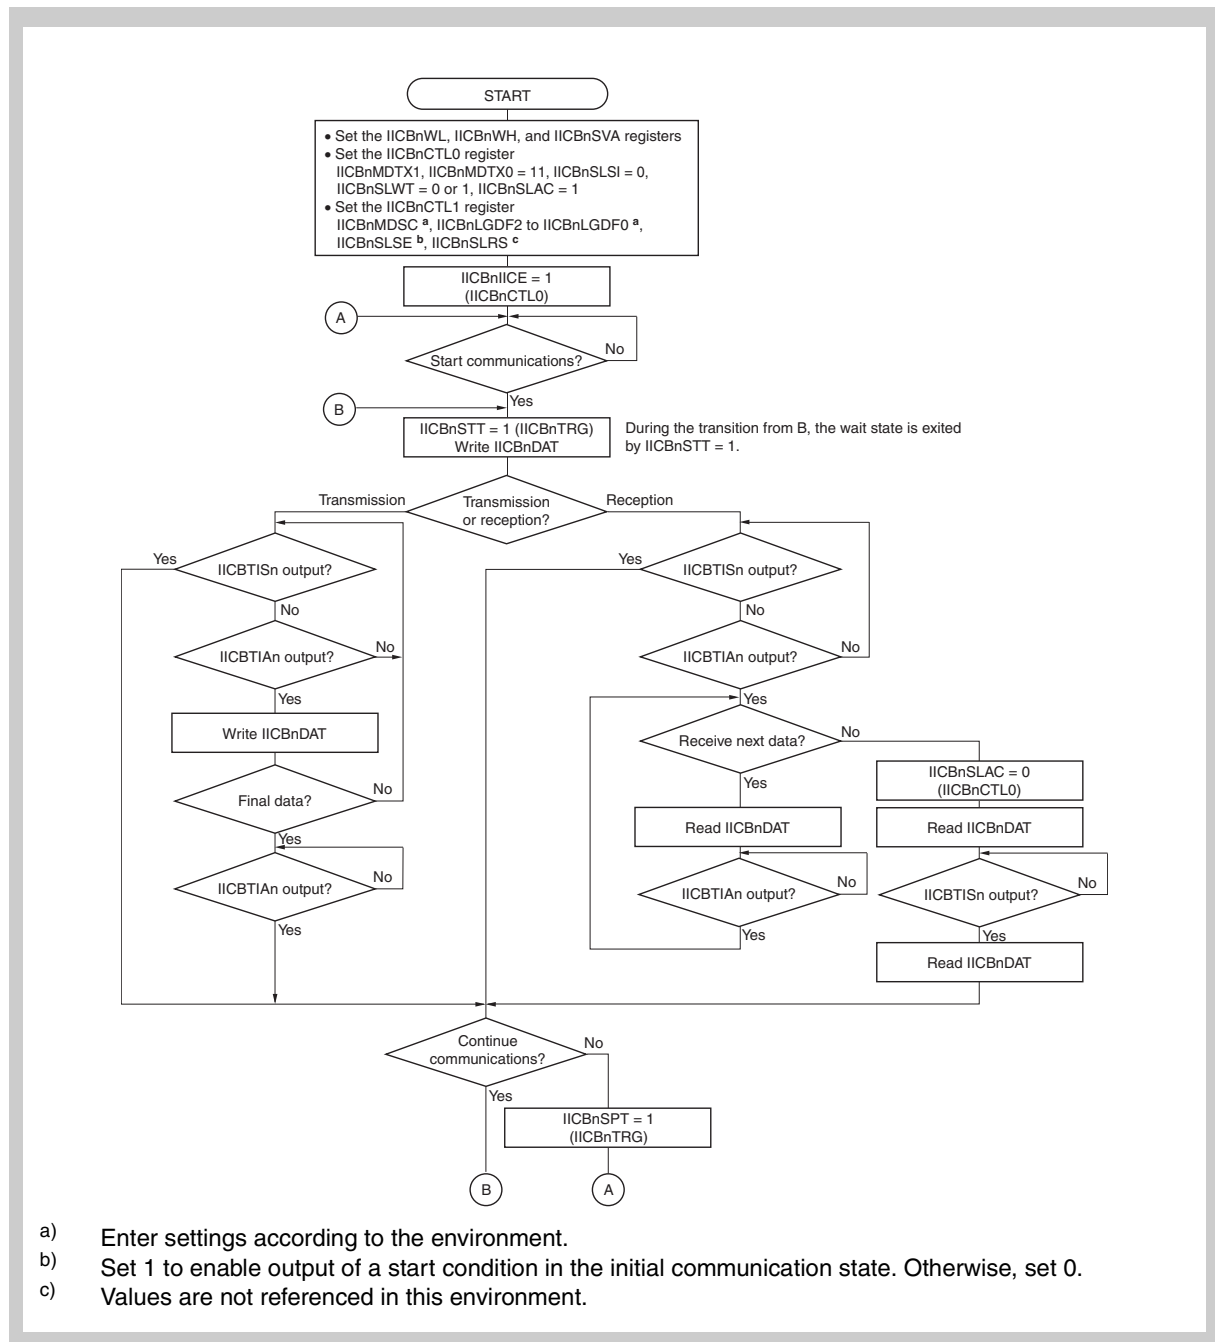 START
• Set the IICBnWL, IICBnWH, and IICBnSVA registers
• Set the IICBnCTL0 register
IICBnMDTX1, IICBnMDTX0 = 11, IICBnSLSI = 0,
IICBnSLWT = 0 or 1, IICBnSLAC = 1
• Set the IICBnCTL1 register
IICBnMDSC a, IICBnLGDF2 to IICBnLGDF0 a,
IICBnSLSE b, IICBnSLRS c
IICBnIICE = 1
(IICBnCTL0)
A
No
Start communications?
Yes
B
IICBnSTT = 1 (IICBnTRG)
Write IICBnDAT
During the transition from B, the wait state is exited
by IICBnSTT = 1.
Transmission
Transmission
or reception?
Reception
Yes
IICBTISn output?
No
IICBTIAn output?
No
Yes
Write IICBnDAT
Final data?
No
Yes
IICBTIAn output?
No
Yes
Yes
IICBTISn output?
No
IICBTIAn output?
No
Yes
Receive next data?
No
Yes
Read IICBnDAT
IICBTIAn output?
No
Yes
IICBnSLAC = 0
(IICBnCTL0)
Read IICBnDAT
IICBTISn output?
No
Yes
Read IICBnDAT
Continue
communications?
No
Yes
IICBnSPT = 1
(IICBnTRG)
B
A
a) Enter settings according to the environment.
b) Set 1 to enable output of a start condition in the initial communication state. Otherwise, set 0.
c) Values are not referenced in this environment.